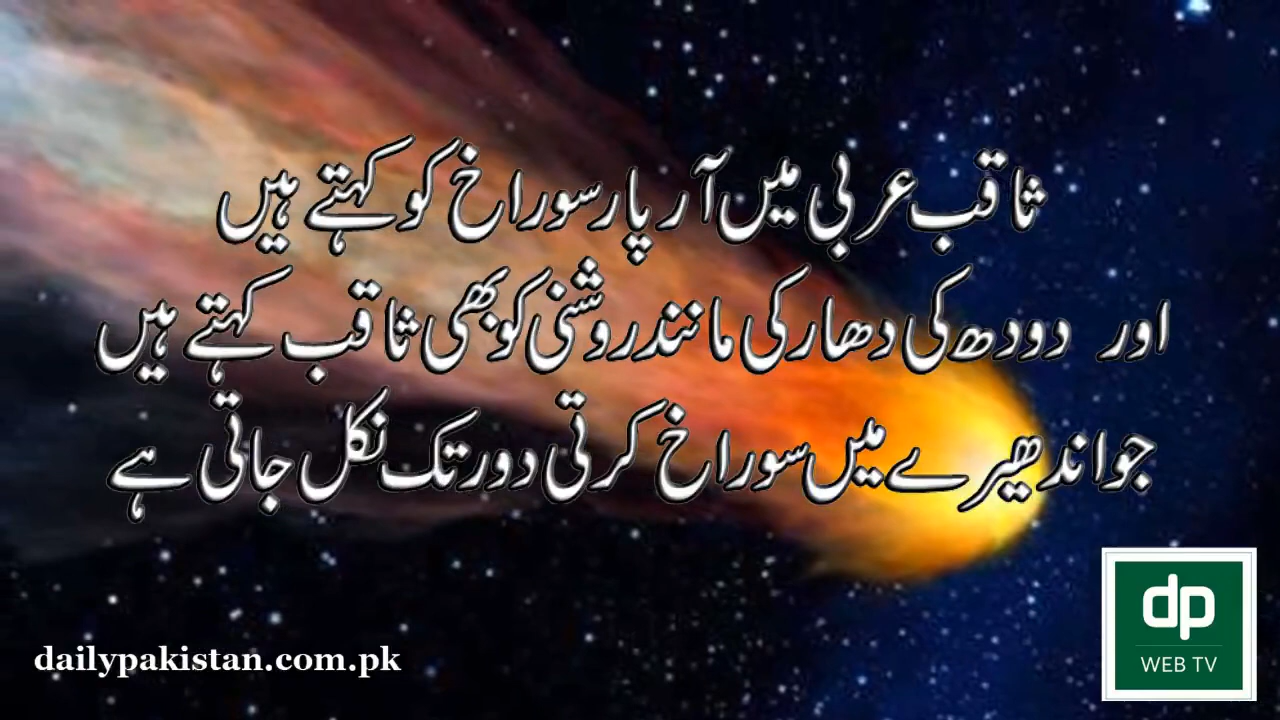 ثاقب عربی میں آر پار سوراخ کو کہتے ہیں
اور دودھ کی دھار کی مانند روشنی کو بھی ثاقب کہتے ہیں
جو اندھیرے میں سوراخ کرتی دور تک نکل جاتی ہے
dp
WEB TV
dailypakistan.com.pk